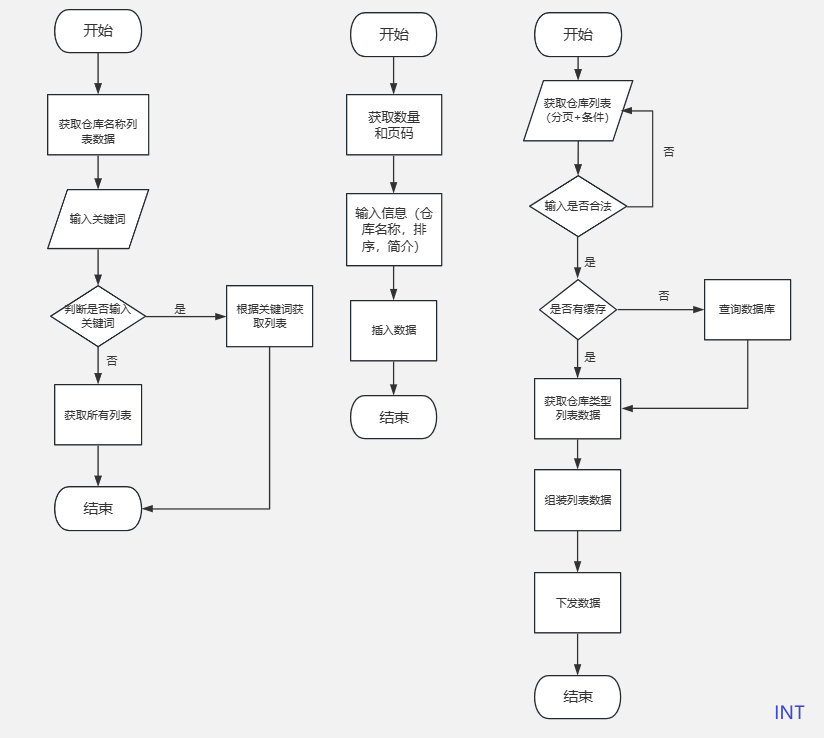 开始
获取仓库名称列
表数据
输入关键词
判断是否输入
关键词
是
根据关键词获
取列表
否
获取所有列表
结束
开始
获取数量
和页码
输入信息（仓
库名称，排
序，简介）
插入数据
结束
开始
获取仓库列表
（分页+条件）
否
输入是否合法
是
是否有缓存
否
查询数据库
是
获取仓库类型
列表数据
组装列表数据
下发数据
结束
INT